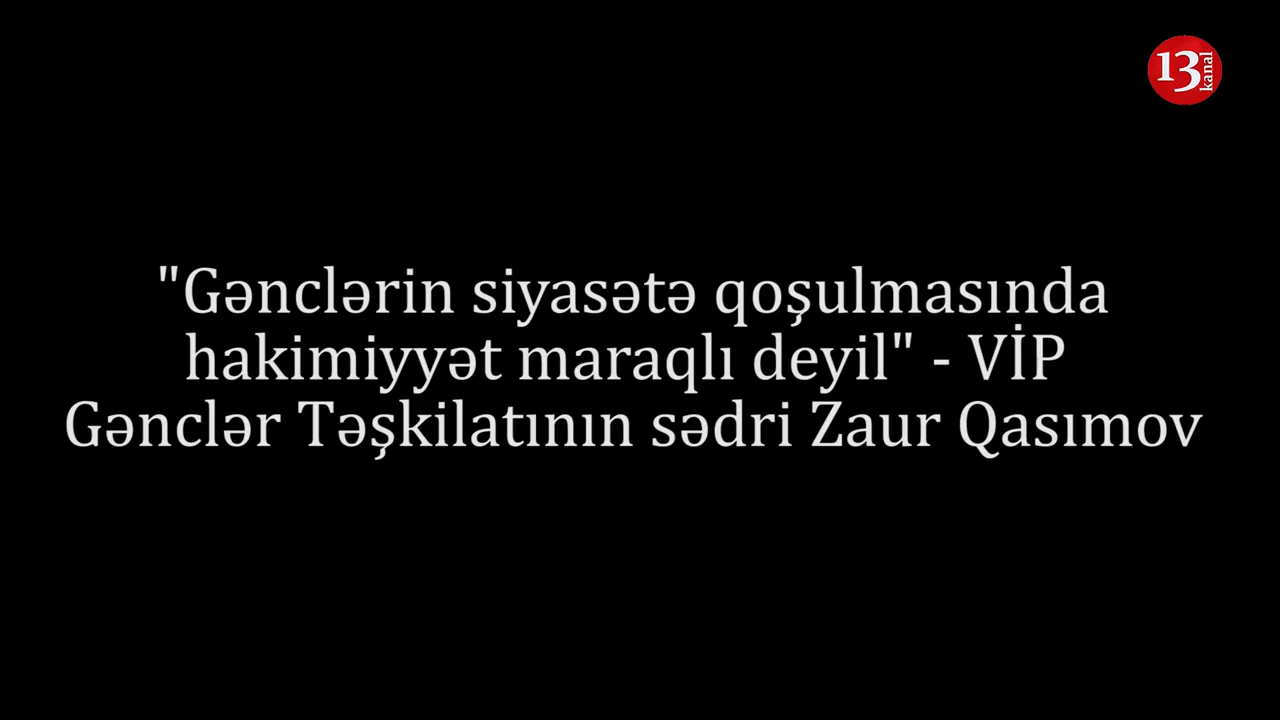 13 kanal
"Gənclərin siyasətə qoşulmasında
hakimiyyət maraqlı deyil" - VİP
Gənclər Təşkilatının sədri Zaur Qasımov